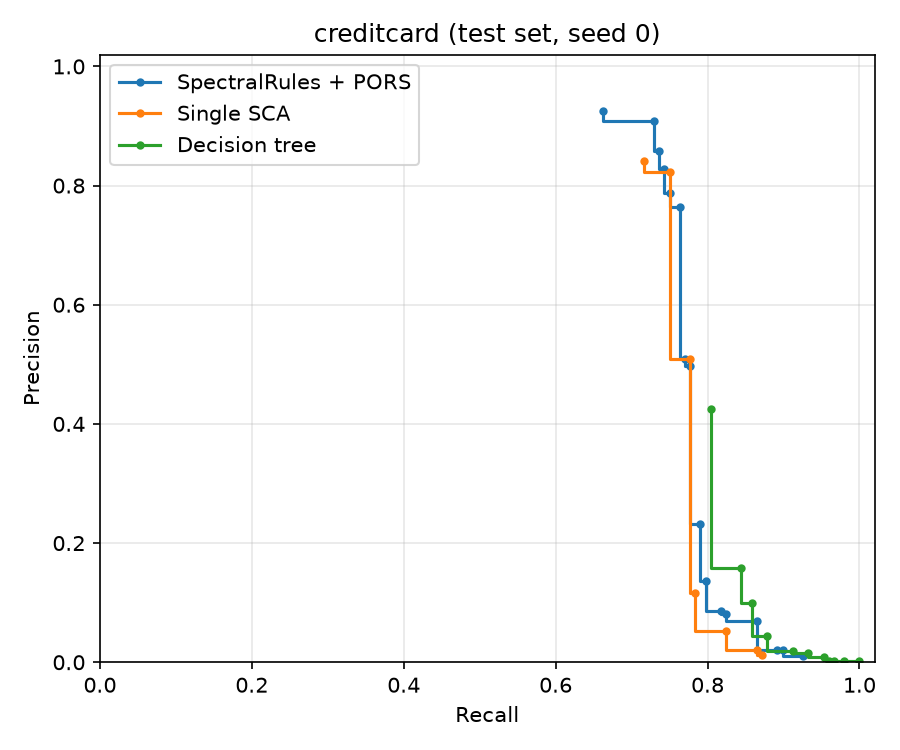 creditcard (test set, seed 0)
1.0
0.8
0.6
0.4
0.2
0.0
Precision
SpectralRules + PORS
Single SCA
Decision tree
0.0 0.2 0.4 0.6 0.8 1.0
Recall